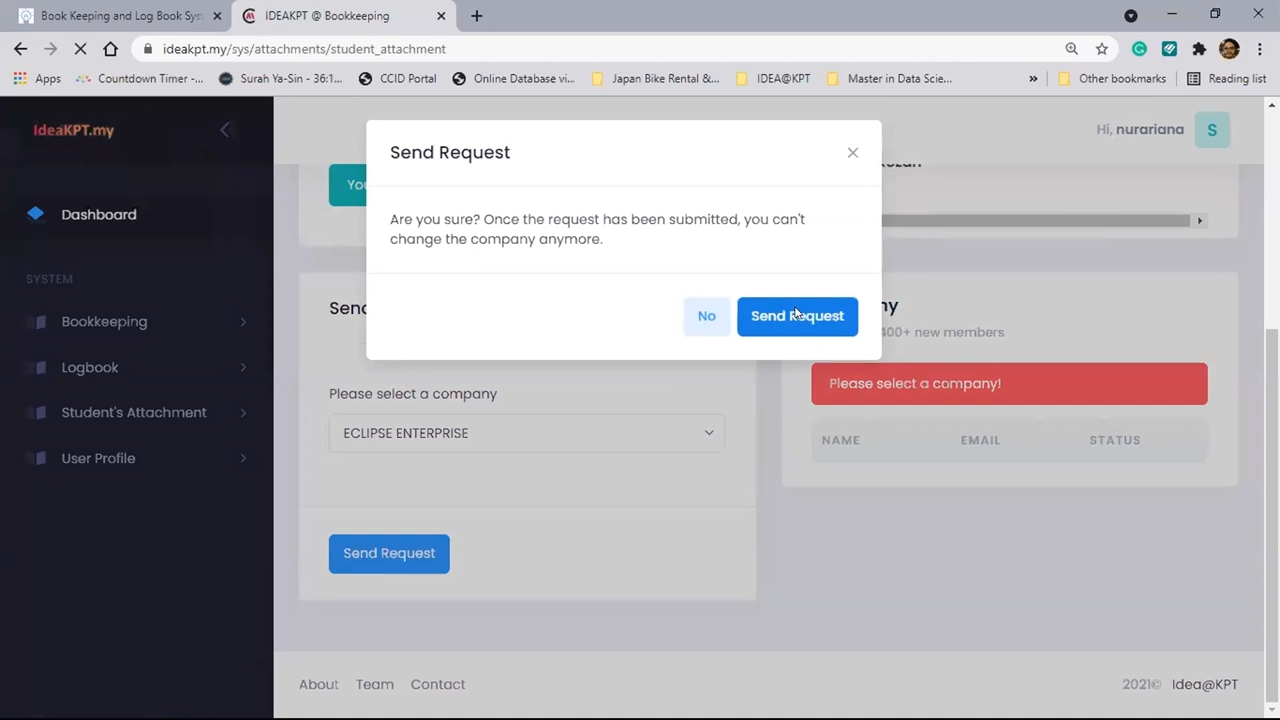 Book Keeping and Log Book Sys
IDEAKPT @ Bookkeeping
ideakpt.my/sys/attachments/student_attachment
Apps
Countdown Timer -...
Surah Ya-Sin - 36:1...
CCID Portal
Online Database vi...
Japan Bike Rental &...
IDEA@KPT
Master in Data Scie...
Other bookmarks
Reading list
IdeaKPT.my
Hi, nurariana
S
Dashboard
SYSTEM
Bookkeeping
Logbook
Student's Attachment
User Profile
You
Send Request
Are you sure? Once the request has been submitted, you can't
change the company anymore.
No
Send Request
Send
400+ new members
Please select a company!
NAME EMAIL STATUS
Please select a company
ECLIPSE ENTERPRISE
Send Request
About Team Contact
2021© Idea@KPT